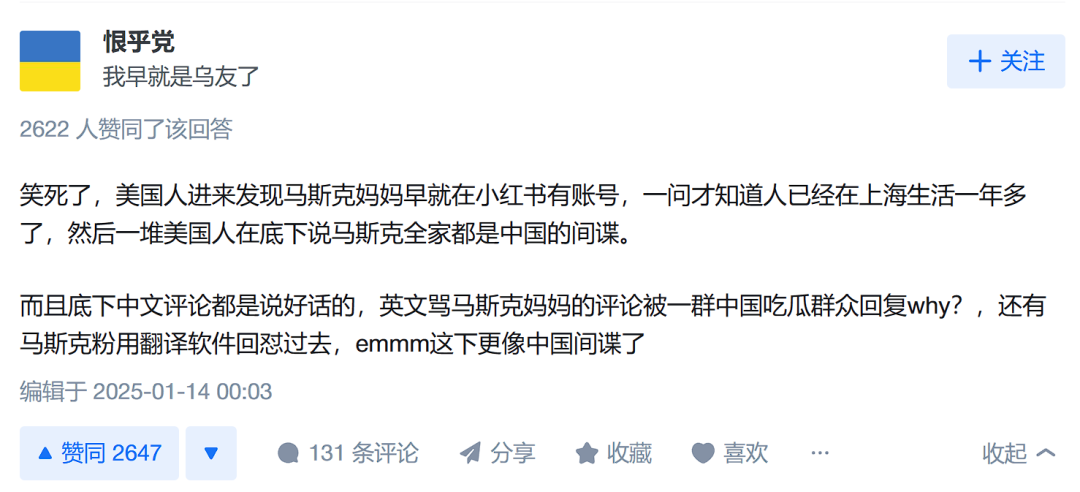 恨乎党
我早就是乌友了
关注
2622 人赞同了该回答
笑死了，美国人进来发现马斯克妈妈早就在小红书有账号，一问才知道人已经在上海生活一年多
了，然后一堆美国人在底下说马斯克全家都是中国的间谍。
而且底下中文评论都是说好话的，英文骂马斯克妈妈的评论被一群中国吃瓜群众回复why？，还有
马斯克粉用翻译软件回怼过去，emmm这下更像中国间谍了
编辑于 2025-01-14 00:03
赞同 2647 131 条评论 分享 收藏 喜欢 ··· 收起